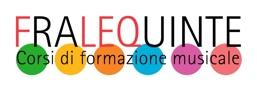 FRALEQUINTE
Corsi di formazione musicale